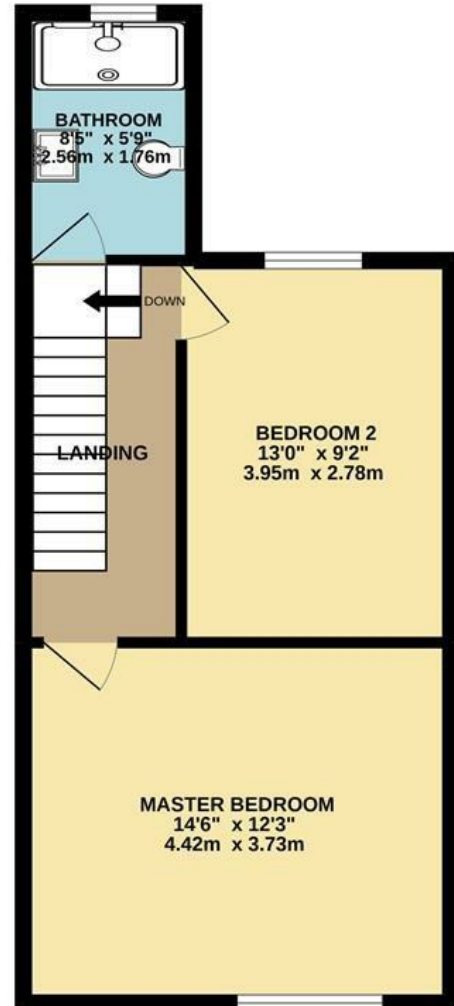 BATHROOM
8'5" x 5'9"
2.56m x 1.76m
DOWN
LANDING
BEDROOM 2
13'0" x 9'2"
3.95m x 2.78m
MASTER BEDROOM
14'6" x 12'3"
4.42m x 3.73m